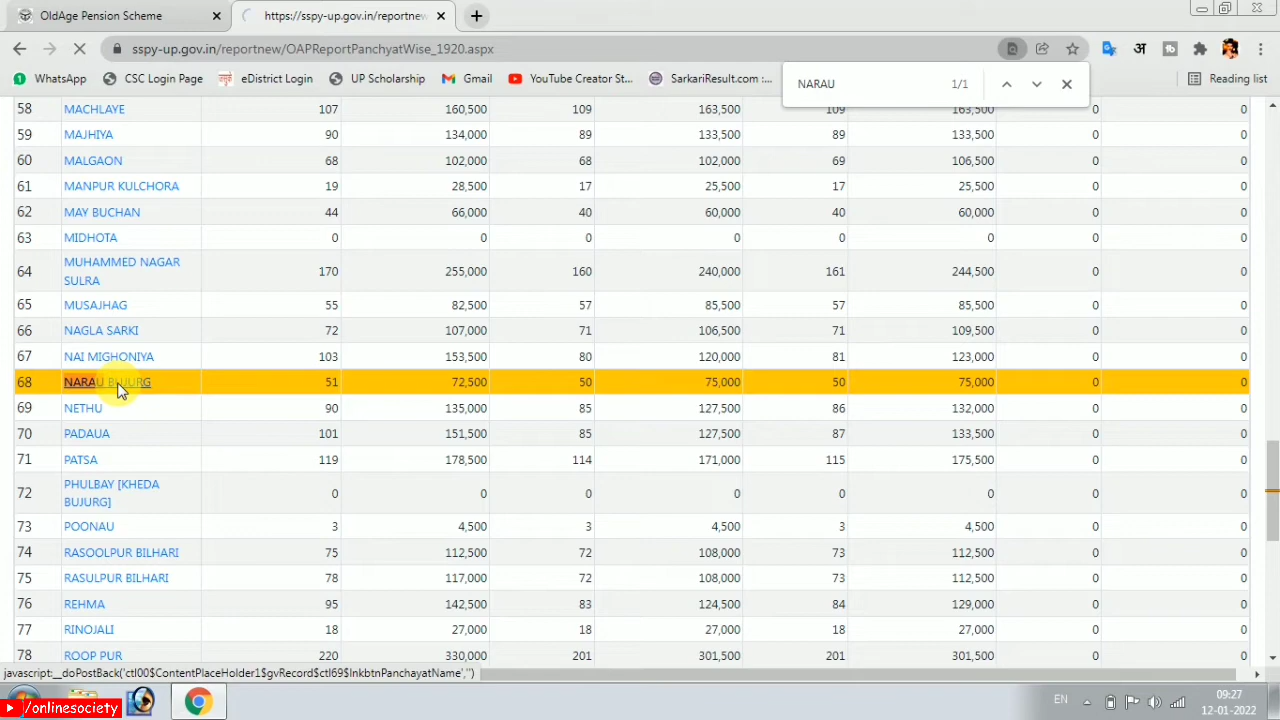 OldAge Pension Scheme
https://sspy-up.gov.in/reportnew
sspy-up.gov.in/reportnew/OAPReportPanchyatWise_1920.aspx
अ
WhatsApp CSC Login Page eDistrict Login UP Scholarship Gmail YouTube Creator St... SarkariResult.com :... Reading list
NARAU 1/1
58 MACHLAYE 107 160,500 109 163,500 109 163,500 0 0
59 MAJHIYA 90 134,000 89 133,500 89 133,500 0 0
60 MALGAON 68 102,000 68 102,000 69 106,500 0 0
61 MANPUR KULCHORA 19 28,500 17 25,500 17 25,500 0 0
62 MAY BUCHAN 44 66,000 40 60,000 40 60,000 0 0
63 MIDHOTA 0 0 0 0 0 0 0 0
64 MUHAMMED NAGAR
SULRA 170 255,000 160 240,000 161 244,500 0 0
65 MUSAJHAG 55 82,500 57 85,500 57 85,500 0 0
66 NAGLA SARKI 72 107,000 71 106,500 71 109,500 0 0
67 NAI MIGHONIYA 103 153,500 80 120,000 81 123,000 0 0
68 NARAU BUJURG 51 72,500 50 75,000 50 75,000 0 0
69 NETHU 90 135,000 85 127,500 86 132,000 0 0
70 PADAUA 101 151,500 85 127,500 87 133,500 0 0
71 PATSA 119 178,500 114 171,000 115 175,500 0 0
72 PHULBAY [KHEDA
BUJURG] 0 0 0 0 0 0 0 0
73 POONAU 3 4,500 3 4,500 3 4,500 0 0
74 RASOOLPUR BILHARI 75 112,500 72 108,000 73 112,500 0 0
75 RASULPUR BILHARI 78 117,000 72 108,000 73 112,500 0 0
76 REHMA 95 142,500 83 124,500 84 129,000 0 0
77 RINOJALI 18 27,000 18 27,000 18 27,000 0 0
78 ROOP PUR 220 330,000 201 301,500 201 301,500 0 0
javascript:__doPostBack('ctl00$ContentPlaceHolder1$gvRecord$ctl69$lnkbtnPanchayatName','')
/onlinesociety
EN
09:27
12-01-2022